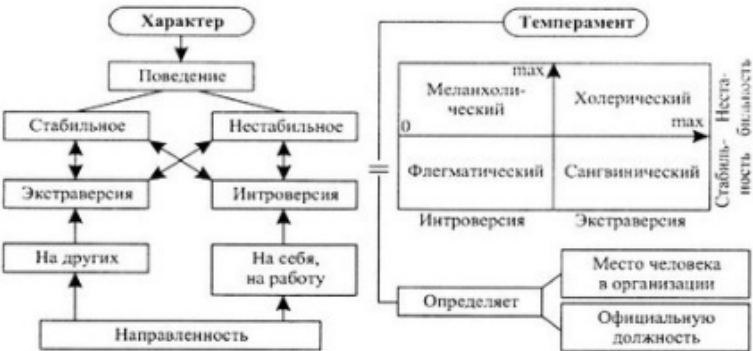 Характер
Поведение
Стабильное
Нестабильное
Экстраверсия
Интроверсия
На других
На себя,
на работу
Направленность
Темперамент
max
Меланхоли-
ческий
Холерический
0
max
Флегматический
Сангвинический
Интроверсия
Экстраверсия
Стабиль-
ность
Неста-
бильность
Определяет
Место человека
в организации
Официальную
должность